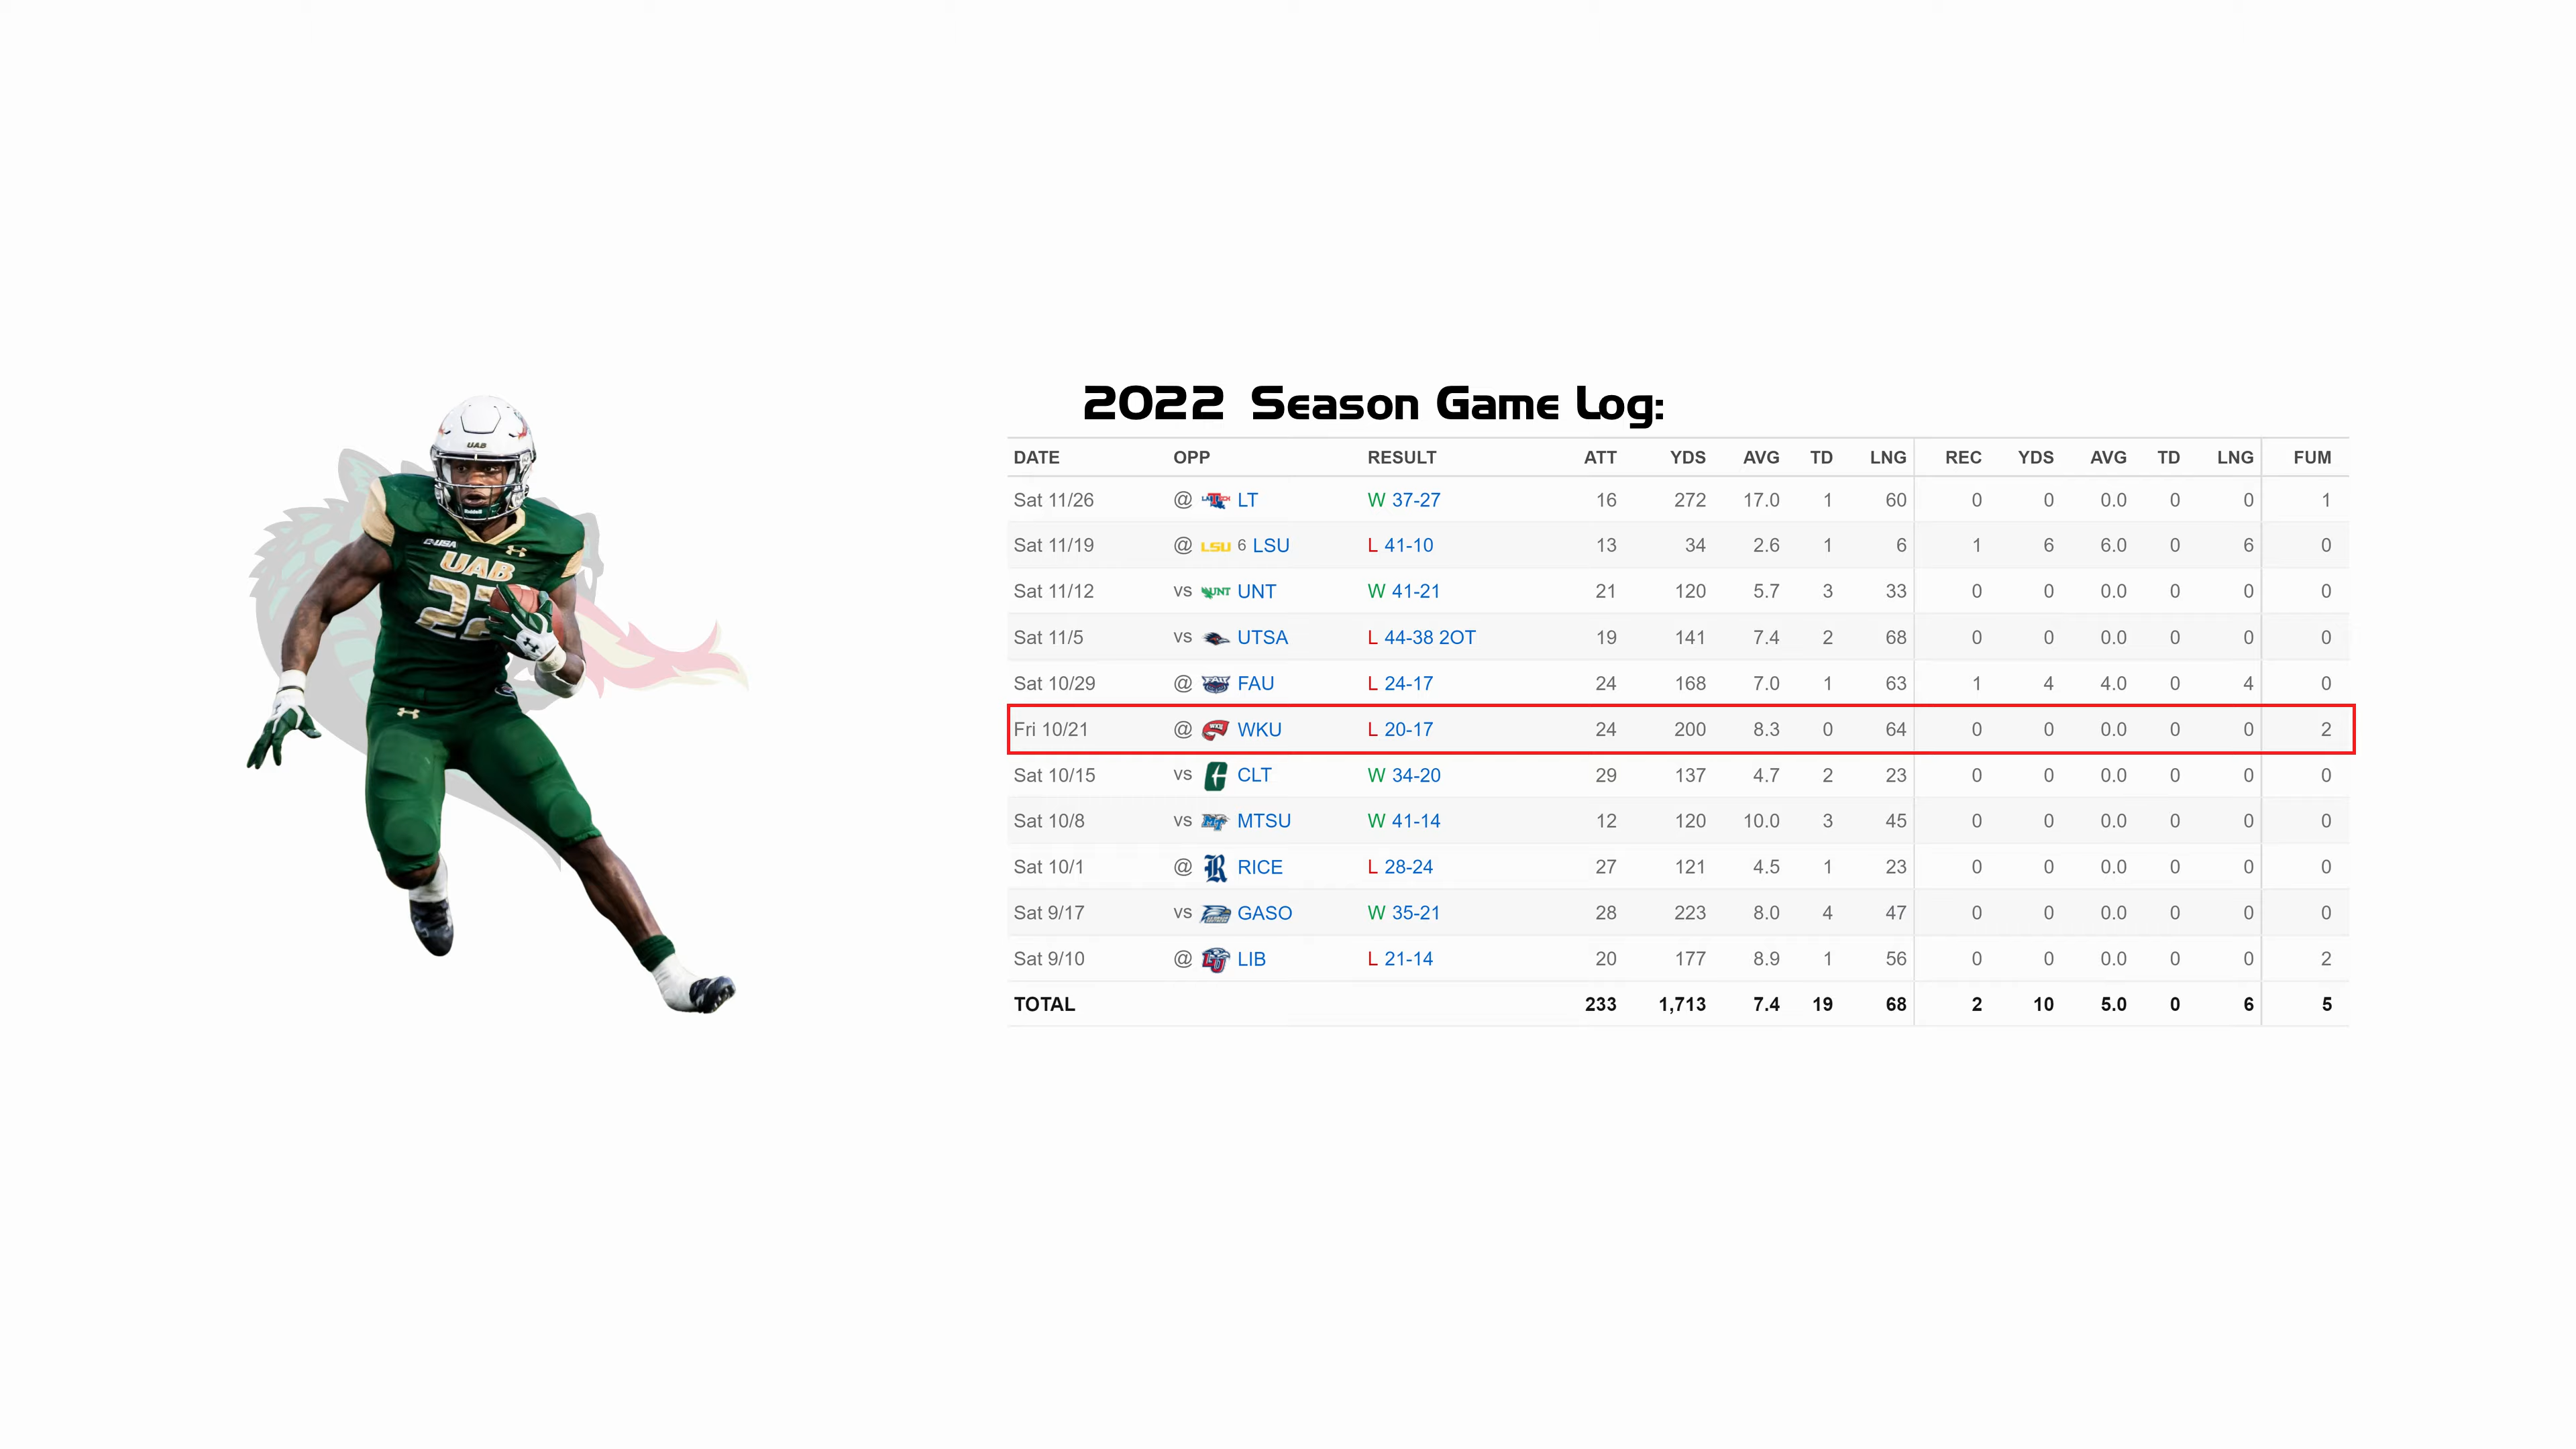 2022 Season Game Log:
DATE OPP RESULT ATT YDS AVG TD LNG REC YDS AVG TD LNG FUM
Sat 11/26 @ LA TECH LT W 37-27 16 272 17.0 1 60 0 0 0.0 0 0 1
Sat 11/19 @ LSU 6 LSU L 41-10 13 34 2.6 1 6 1 6 6.0 0 6 0
Sat 11/12 vs UNT UNT W 41-21 21 120 5.7 3 33 0 0 0.0 0 0 0
Sat 11/5 vs UTSA L 44-38 2OT 19 141 7.4 2 68 0 0 0.0 0 0 0
Sat 10/29 @ FAU FAU L 24-17 24 168 7.0 1 63 1 4 4.0 0 4 0
Fri 10/21 @ WKU WKU L 20-17 24 200 8.3 0 64 0 0 0.0 0 0 2
Sat 10/15 vs C CLT W 34-20 29 137 4.7 2 23 0 0 0.0 0 0 0
Sat 10/8 vs MT MTSU W 41-14 12 120 10.0 3 45 0 0 0.0 0 0 0
Sat 10/1 @ R RICE L 28-24 27 121 4.5 1 23 0 0 0.0 0 0 0
Sat 9/17 vs GASO W 35-21 28 223 8.0 4 47 0 0 0.0 0 0 0
Sat 9/10 @ LU LIB L 21-14 20 177 8.9 1 56 0 0 0.0 0 0 2
TOTAL 233 1,713 7.4 19 68 2 10 5.0 0 6 5
UAB
C-USA
UAB
22
Riddell